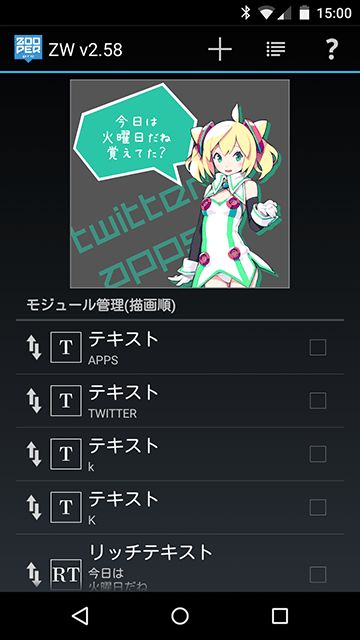 15:00
ZOO
PER
ZW v2.58
今日は
火曜日だね
覚えてた?
twitter
apps
モジュール管理(描画順)
T
テキスト
APPS
T
テキスト
TWITTER
T
テキスト
k
T
テキスト
K
RT
リッチテキスト
今日は
火曜日だね